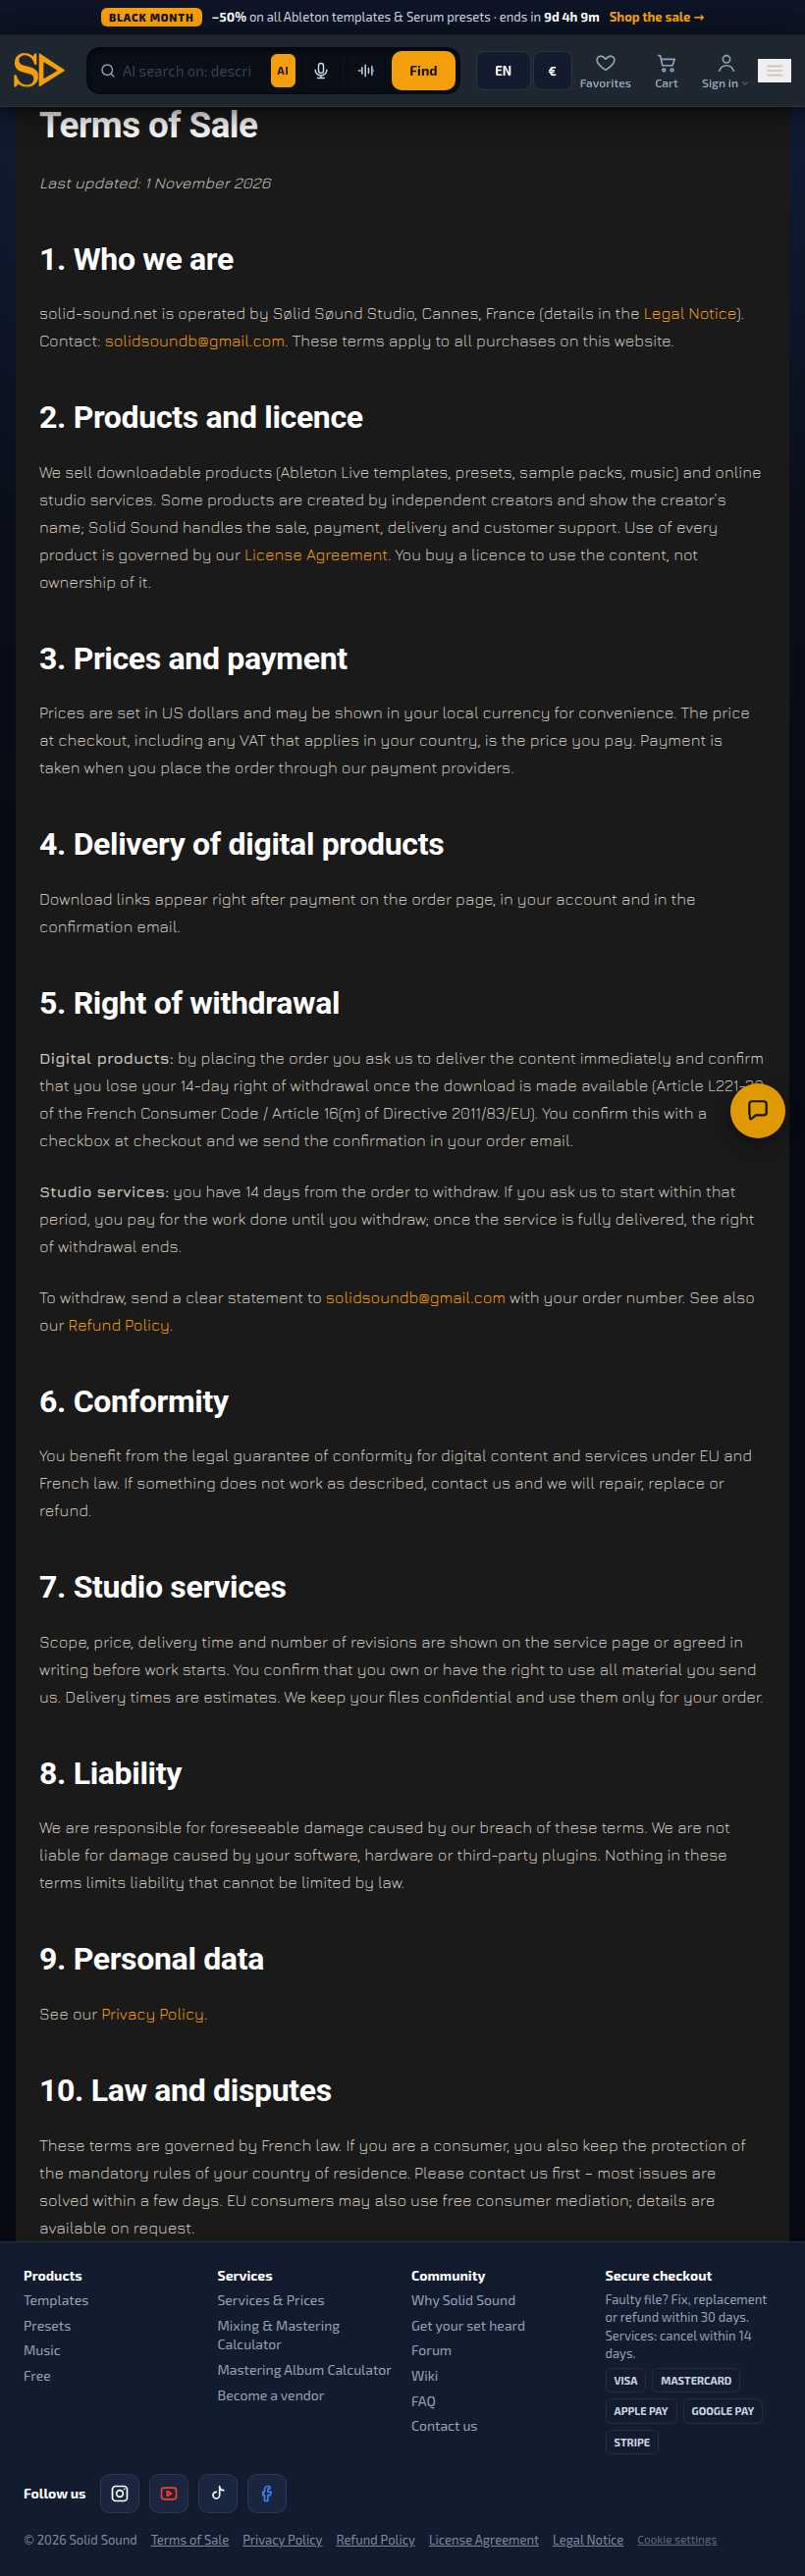 BLACK MONTH –50% on all Ableton templates & Serum presets · ends in 9d 4h 9m Shop the sale →
AI search on: descri AI Find EN € Favorites Cart Sign in
Terms of Sale
Last updated: 1 November 2026
1. Who we are
solid-sound.net is operated by Sølid Søund Studio, Cannes, France (details in the Legal Notice).
Contact: solidsoundb@gmail.com. These terms apply to all purchases on this website.
2. Products and licence
We sell downloadable products (Ableton Live templates, presets, sample packs, music) and online
studio services. Some products are created by independent creators and show the creator's
name; Solid Sound handles the sale, payment, delivery and customer support. Use of every
product is governed by our License Agreement. You buy a licence to use the content, not
ownership of it.
3. Prices and payment
Prices are set in US dollars and may be shown in your local currency for convenience. The price
at checkout, including any VAT that applies in your country, is the price you pay. Payment is
taken when you place the order through our payment providers.
4. Delivery of digital products
Download links appear right after payment on the order page, in your account and in the
confirmation email.
5. Right of withdrawal
Digital products: by placing the order you ask us to deliver the content immediately and confirm
that you lose your 14-day right of withdrawal once the download is made available (Article
of the French Consumer Code / Article 16(m) of Directive 2011/83/EU). You confirm this with a
checkbox at checkout and we send the confirmation in your order email.
Studio services: you have 14 days from the order to withdraw. If you ask us to start within that
period, you pay for the work done until you withdraw; once the service is fully delivered, the right
of withdrawal ends.
To withdraw, send a clear statement to solidsoundb@gmail.com with your order number. See also
our Refund Policy.
6. Conformity
You benefit from the legal guarantee of conformity for digital content and services under EU and
French law. If something does not work as described, contact us and we will repair, replace or
refund.
7. Studio services
Scope, price, delivery time and number of revisions are shown on the service page or agreed in
writing before work starts. You confirm that you own or have the right to use all material you send
us. Delivery times are estimates. We keep your files confidential and use them only for your order.
8. Liability
We are responsible for foreseeable damage caused by our breach of these terms. We are not
liable for damage caused by your software, hardware or third-party plugins. Nothing in these
terms limits liability that cannot be limited by law.
9. Personal data
See our Privacy Policy.
10. Law and disputes
These terms are governed by French law. If you are a consumer, you also keep the protection of
the mandatory rules of your country of residence. Please contact us first – most issues are
solved within a few days. EU consumers may also use free consumer mediation; details are
available on request.
Products
Templates
Presets
Music
Free
Services
Services & Prices
Mixing & Mastering
Calculator
Mastering Album Calculator
Become a vendor
Community
Why Solid Sound
Get your set heard
Forum
Wiki
FAQ
Contact us
Secure checkout
Faulty file? Fix, replacement
or refund within 30 days.
Services: cancel within 14
days.
VISA MASTERCARD
APPLE PAY GOOGLE PAY
STRIPE
Follow us
© 2026 Solid Sound Terms of Sale Privacy Policy Refund Policy License Agreement Legal Notice Cookie settings